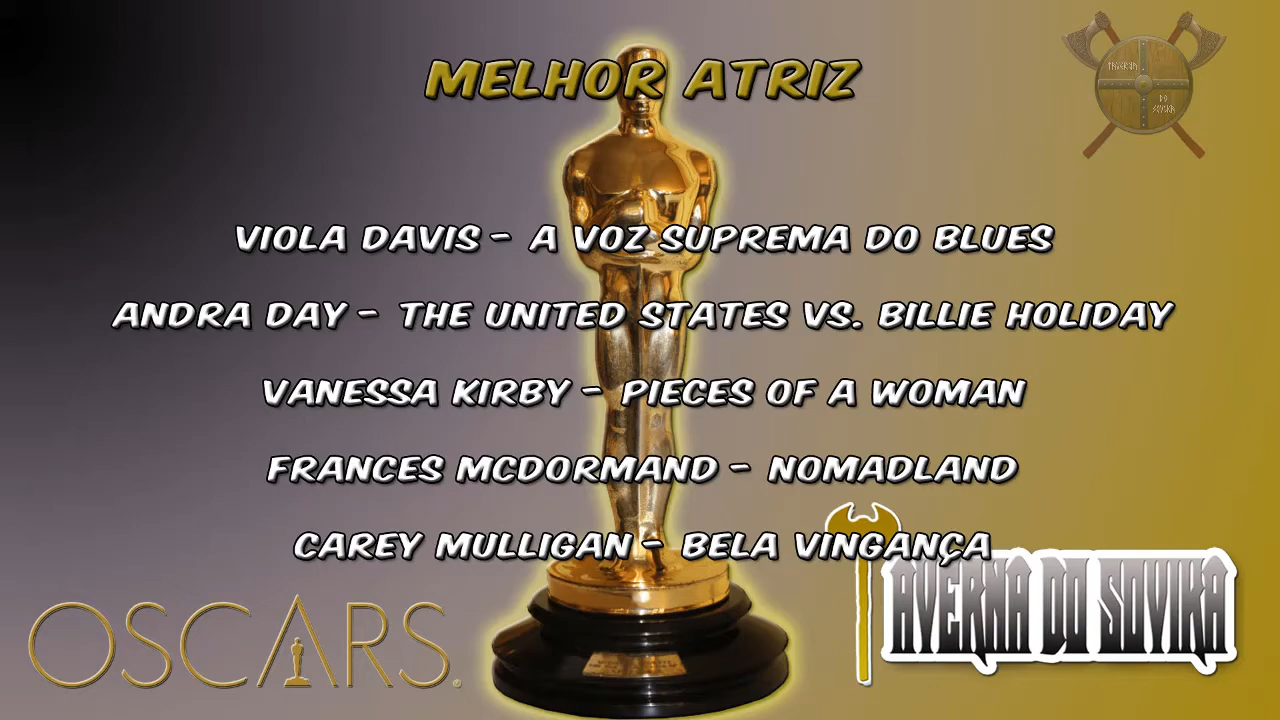 MELHOR ATRIZ
VIOLA DAVIS - A VOZ SUPREMA DO BLUES
ANDRA DAY - THE UNITED STATES VS. BILLIE HOLIDAY
VANESSA KIRBY - PIECES OF A WOMAN
FRANCES MCDORMAND - NOMADLAND
CAREY MULLIGAN - BELA VINGANÇA
TAVERNA DO SOVIKA
OSCARS.